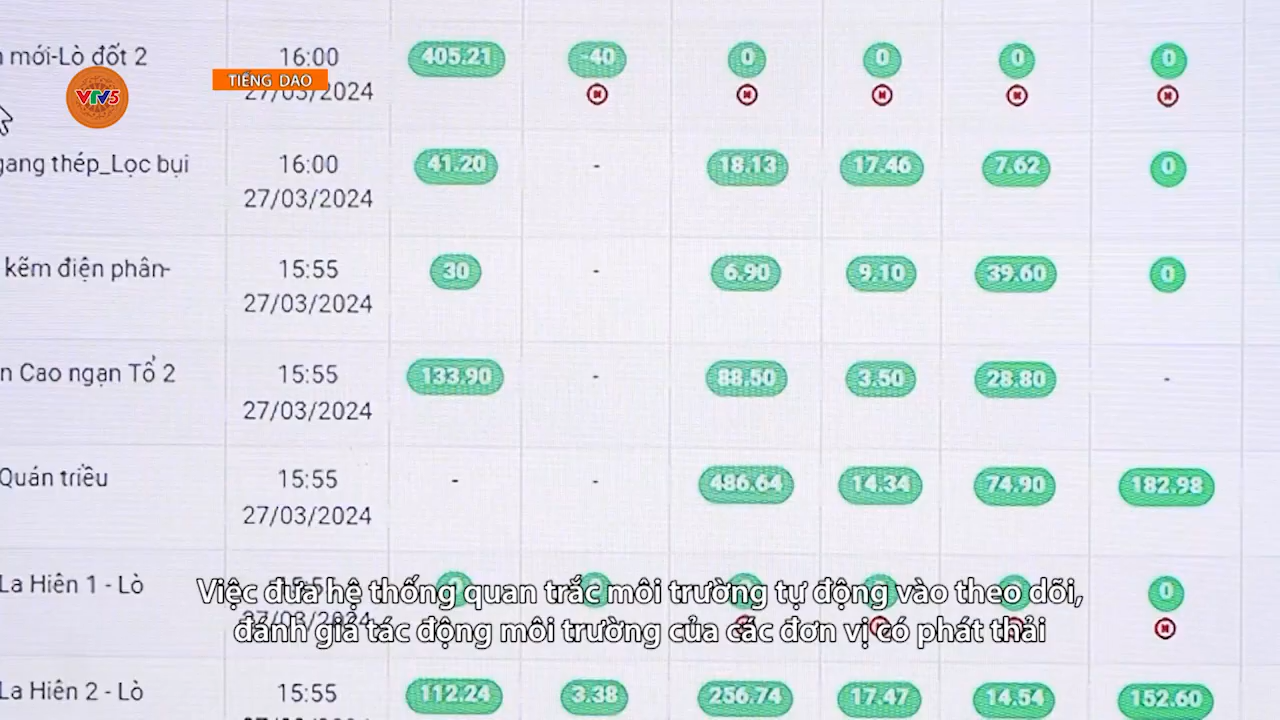 n mới-Lò đốt 2 16:00 405.21 -40 0 0 0 0
VTV5 TIẾNG DAO 27/03/2024
gang thép_Lọc bụi 16:00 41.20 - 18.13 17.46 7.62 0
27/03/2024
kẽm điện phân- 15:55 30 - 6.90 9.10 39.60 0
27/03/2024
n Cao ngạn Tổ 2 15:55 133.90 - 88.50 3.50 28.80 -
27/03/2024
Quán triều 15:55 - - 486.64 14.34 74.90 182.98
27/03/2024
La Hiên 1 - Lò 0
Việc đưa hệ thống quan trắc môi trường tự động vào theo dõi,
đánh giá tác động môi trường của các đơn vị có phát thải
La Hiên 2 - Lò 15:55 112.24 3.38 256.74 17.47 14.54 152.60